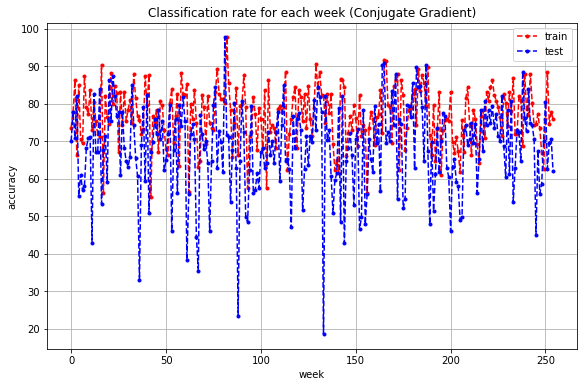 Classification rate for each week (Conjugate Gradient)
train
test
accuracy
100
90
80
70
60
50
40
30
20
0 50 100 150 200 250
week